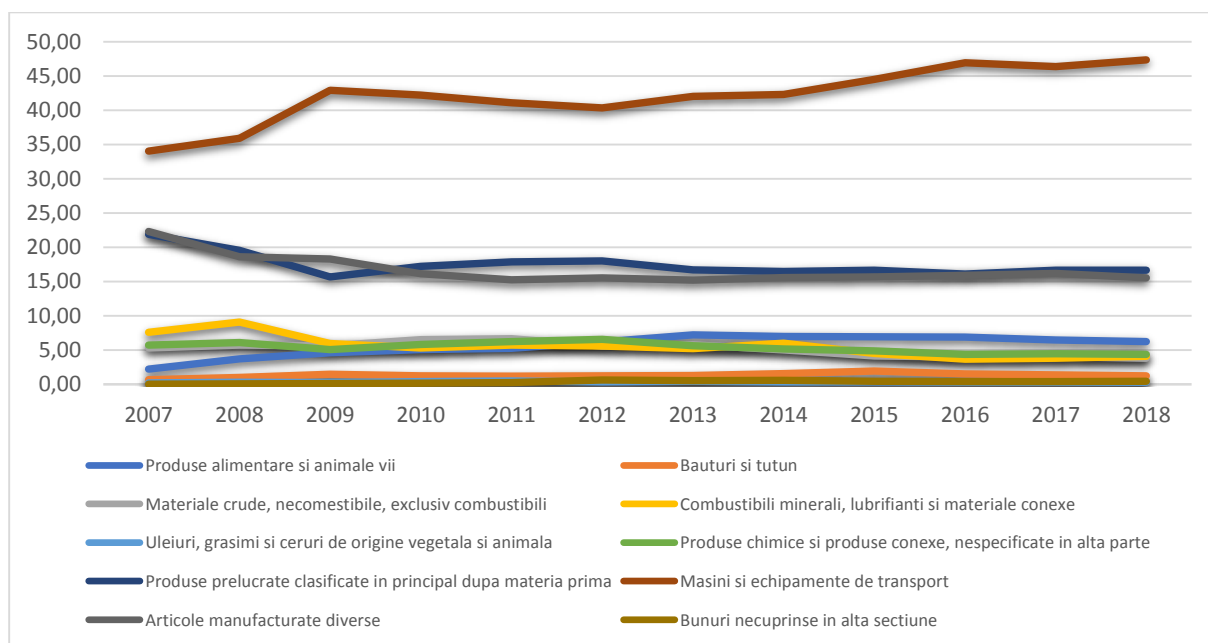 50,00
45,00
40,00
35,00
30,00
25,00
20,00
15,00
10,00
5,00
0,00
2007 2008 2009 2010 2011 2012 2013 2014 2015 2016 2017 2018
Produse alimentare si animale vii Bauturi si tutun
Materiale crude, necomestibile, exclusiv combustibili Combustibili minerali, lubrifianti si materiale conexe
Uleiuri, grasimi si ceruri de origine vegetala si animala Produse chimice si produse conexe, nespecificate in alta parte
Produse prelucrate clasificate in principal dupa materia prima Masini si echipamente de transport
Articole manufacturate diverse Bunuri necuprinse in alta sectiune